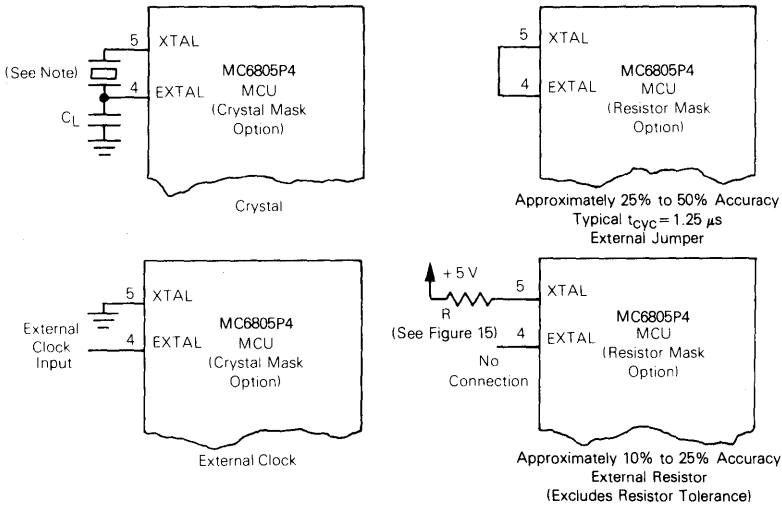 5 XTAL
(See Note)
4 EXTAL
CL
MC6805P4
MCU
(Crystal Mask
Option)
Crystal
5 XTAL
4 EXTAL
MC6805P4
MCU
(Resistor Mask
Option)
Approximately 25% to 50% Accuracy
Typical tcyc = 1.25 μs
External Jumper
5 XTAL
External
Clock
Input
4 EXTAL
MC6805P4
MCU
(Crystal Mask
Option)
External Clock
+5 V
R
(See Figure 15)
5 XTAL
4 EXTAL
No
Connection
MC6805P4
MCU
(Resistor Mask
Option)
Approximately 10% to 25% Accuracy
External Resistor
(Excludes Resistor Tolerance)